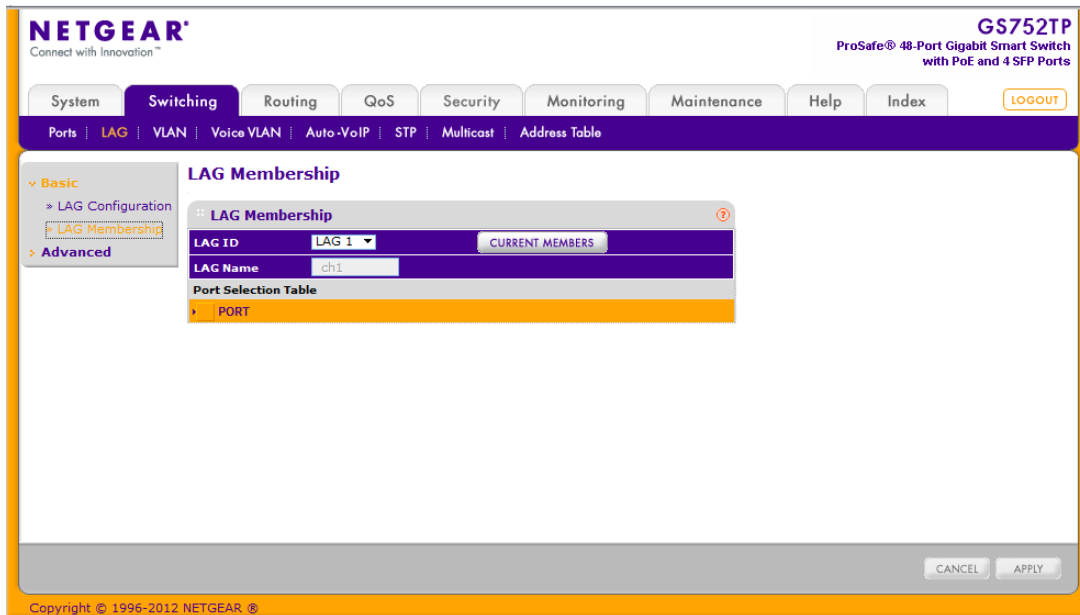 NETGEAR®
Connect with Innovation™
GS752TP
ProSafe® 48-Port Gigabit Smart Switch
with PoE and 4 SFP Ports
System Switching Routing QoS Security Monitoring Maintenance Help Index LOGOUT
Ports LAG VLAN Voice VLAN Auto-VoIP STP Multicast Address Table
Basic
» LAG Configuration
» LAG Membership
Advanced
LAG Membership
LAG Membership
LAG ID LAG 1 CURRENT MEMBERS
LAG Name ch1
Port Selection Table
PORT
CANCEL APPLY
Copyright © 1996-2012 NETGEAR ®